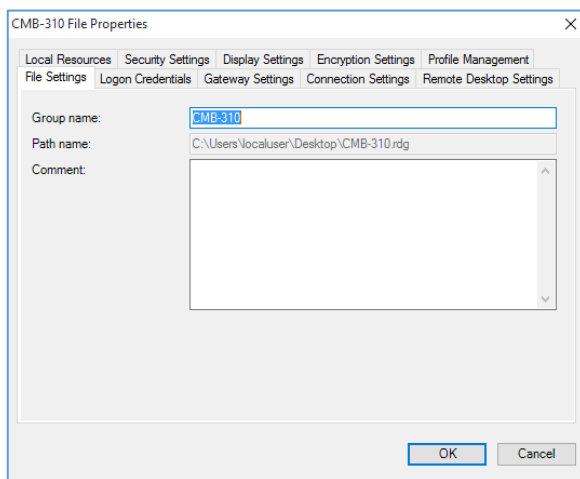 CMB-310 File Properties
Local Resources Security Settings Display Settings Encryption Settings Profile Management
File Settings Logon Credentials Gateway Settings Connection Settings Remote Desktop Settings
Group name: CMB-310
Path name: C:\Users\localuser\Desktop\CMB-310.rdg
Comment:
OK Cancel